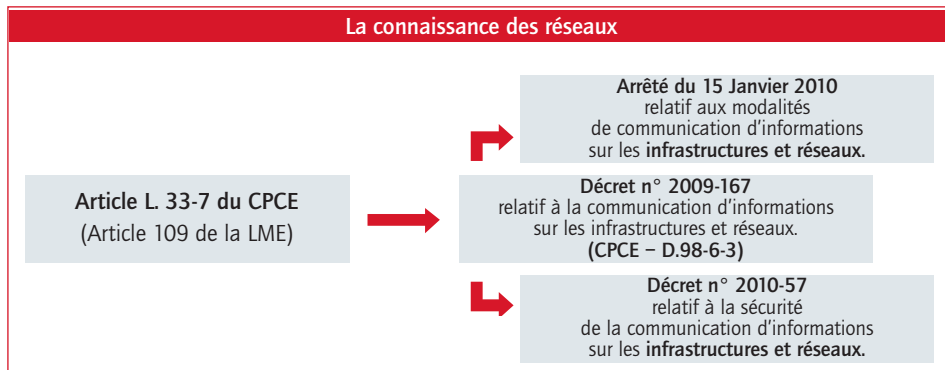 La connaissance des réseaux
Arrêté du 15 Janvier 2010
relatif aux modalités
de communication d'informations
sur les infrastructures et réseaux.
Article L. 33-7 du CPCE
(Article 109 de la LME)
Décret n° 2009-167
relatif à la communication d'informations
sur les infrastructures et réseaux.
(CPCE – D.98-6-3)
Décret n° 2010-57
relatif à la sécurité
de la communication d'informations
sur les infrastructures et réseaux.